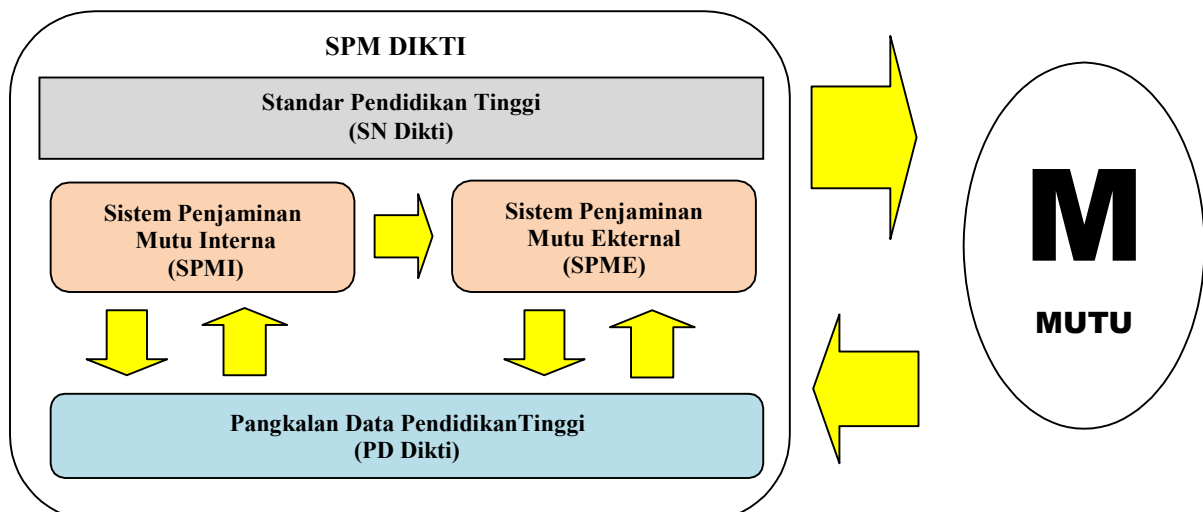 SPM DIKTI
Standar Pendidikan Tinggi
(SN Dikti)
Sistem Penjaminan
Mutu Interna
(SPMI)
Sistem Penjaminan
Mutu Ekternal
(SPME)
Pangkalan Data PendidikanTinggi
(PD Dikti)
M
MUTU